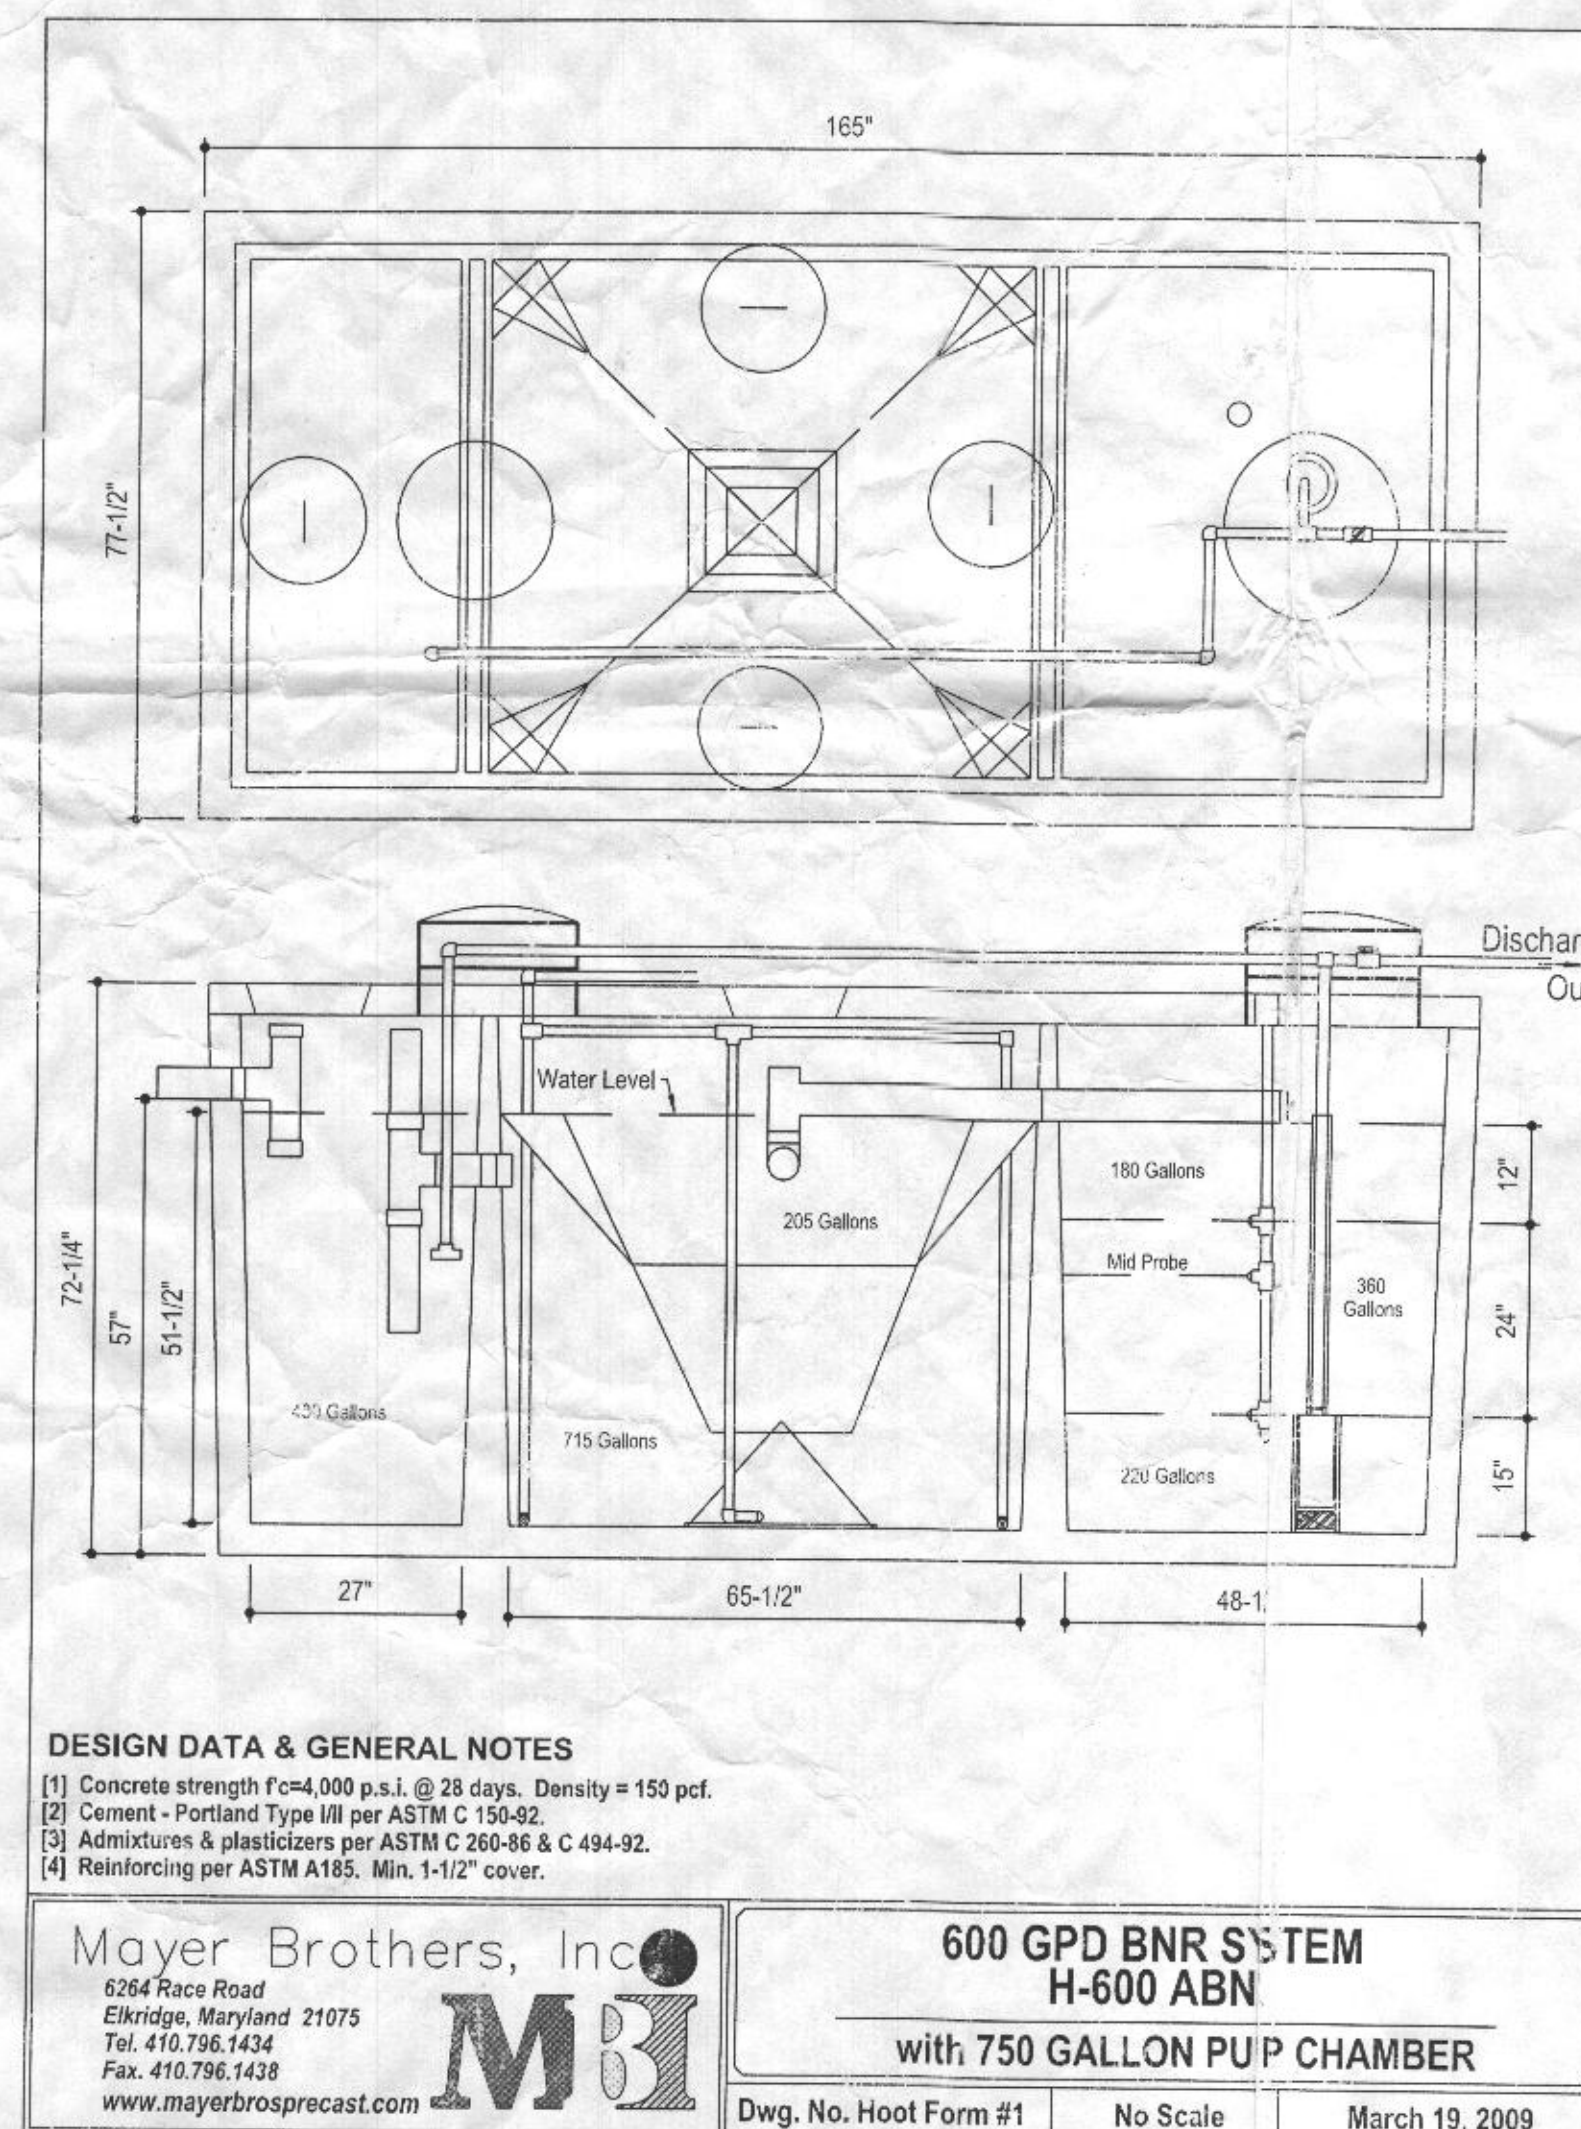 165"
77-1/2"
Dischar
Ou
Water Level
180 Gallons
12"
205 Gallons
Mid Probe
360
Gallons
24"
72-1/4"
57"
51-1/2"
Gallons
715 Gallons
220 Gallons
15"
27"
65-1/2"
48-1
DESIGN DATA & GENERAL NOTES
[1] Concrete strength f'c=4,000 p.s.i. @ 28 days. Density = 150 pcf.
[2] Cement - Portland Type I/II per ASTM C 150-92.
[3] Admixtures & plasticizers per ASTM C 260-86 & C 494-92.
[4] Reinforcing per ASTM A185. Min. 1-1/2" cover.
Mayer Brothers, Inc
6264 Race Road
Elkridge, Maryland 21075
Tel. 410.796.1434
Fax. 410.796.1438
www.mayerbrosprecast.com
MBI
600 GPD BNR SYSTEM
H-600 ABN
with 750 GALLON PU P CHAMBER
Dwg. No. Hoot Form #1
No Scale
March 19, 2009